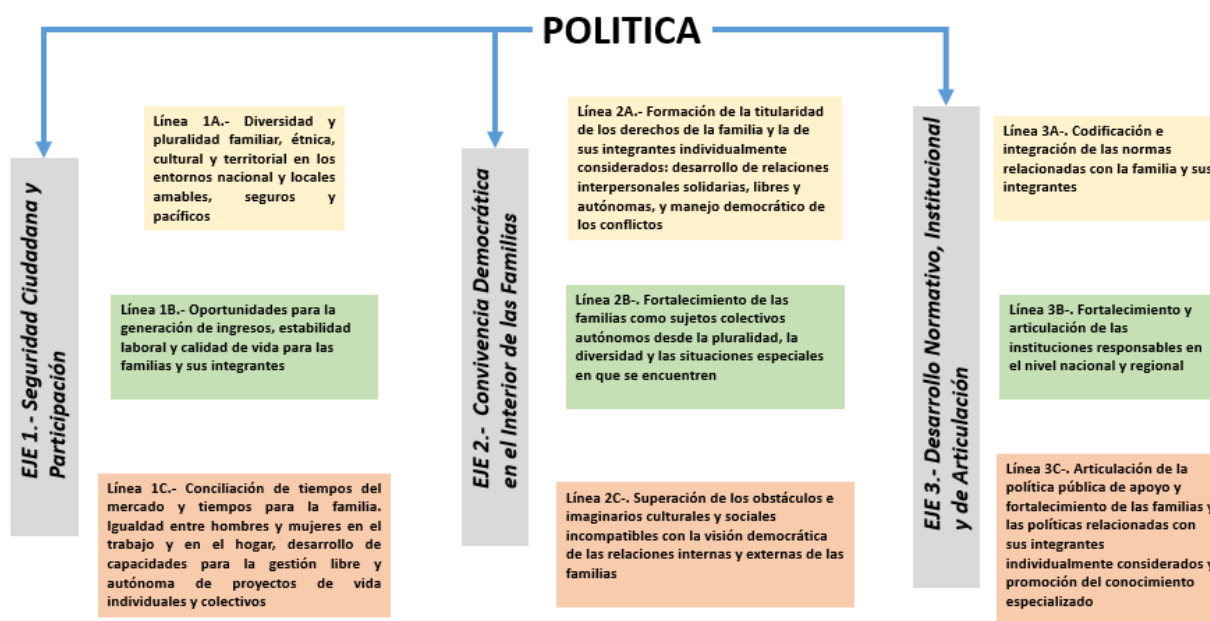 POLITICA
EJE 1.- Seguridad Ciudadana y
Participación
Línea 1A.- Diversidad y
pluralidad familiar, étnica,
cultural y territorial en los
entornos nacional y locales
amables, seguros y
pacíficos
Línea 1B.- Oportunidades para la
generación de ingresos, estabilidad
laboral y calidad de vida para las
familias y sus integrantes
Línea 1C.- Conciliación de tiempos del
mercado y tiempos para la familia.
Igualdad entre hombres y mujeres en el
trabajo y en el hogar, desarrollo de
capacidades para la gestión libre y
autónoma de proyectos de vida
individuales y colectivos
EJE 2.- Convivencia Democrática
en el Interior de las Familias
Línea 2A.- Formación de la titularidad
de los derechos de la familia y la de
sus integrantes individualmente
considerados: desarrollo de relaciones
interpersonales solidarias, libres y
autónomas, y manejo democrático de
los conflictos
Línea 2B-. Fortalecimiento de las
familias como sujetos colectivos
autónomos desde la pluralidad, la
diversidad y las situaciones especiales
en que se encuentren
Línea 2C-. Superación de los obstáculos e
imaginarios culturales y sociales
incompatibles con la visión democrática
de las relaciones internas y externas de las
familias
EJE 3.- Desarrollo Normativo, Institucional
y de Articulación
Línea 3A-. Codificación e
integración de las normas
relacionadas con la familia y sus
integrantes
Línea 3B-. Fortalecimiento y
articulación de las
instituciones responsables en
el nivel nacional y regional
Línea 3C-. Articulación de la
política pública de apoyo y
fortalecimiento de las familias y
las políticas relacionadas con
sus integrantes
individualmente considerados y
promoción del conocimiento
especializado